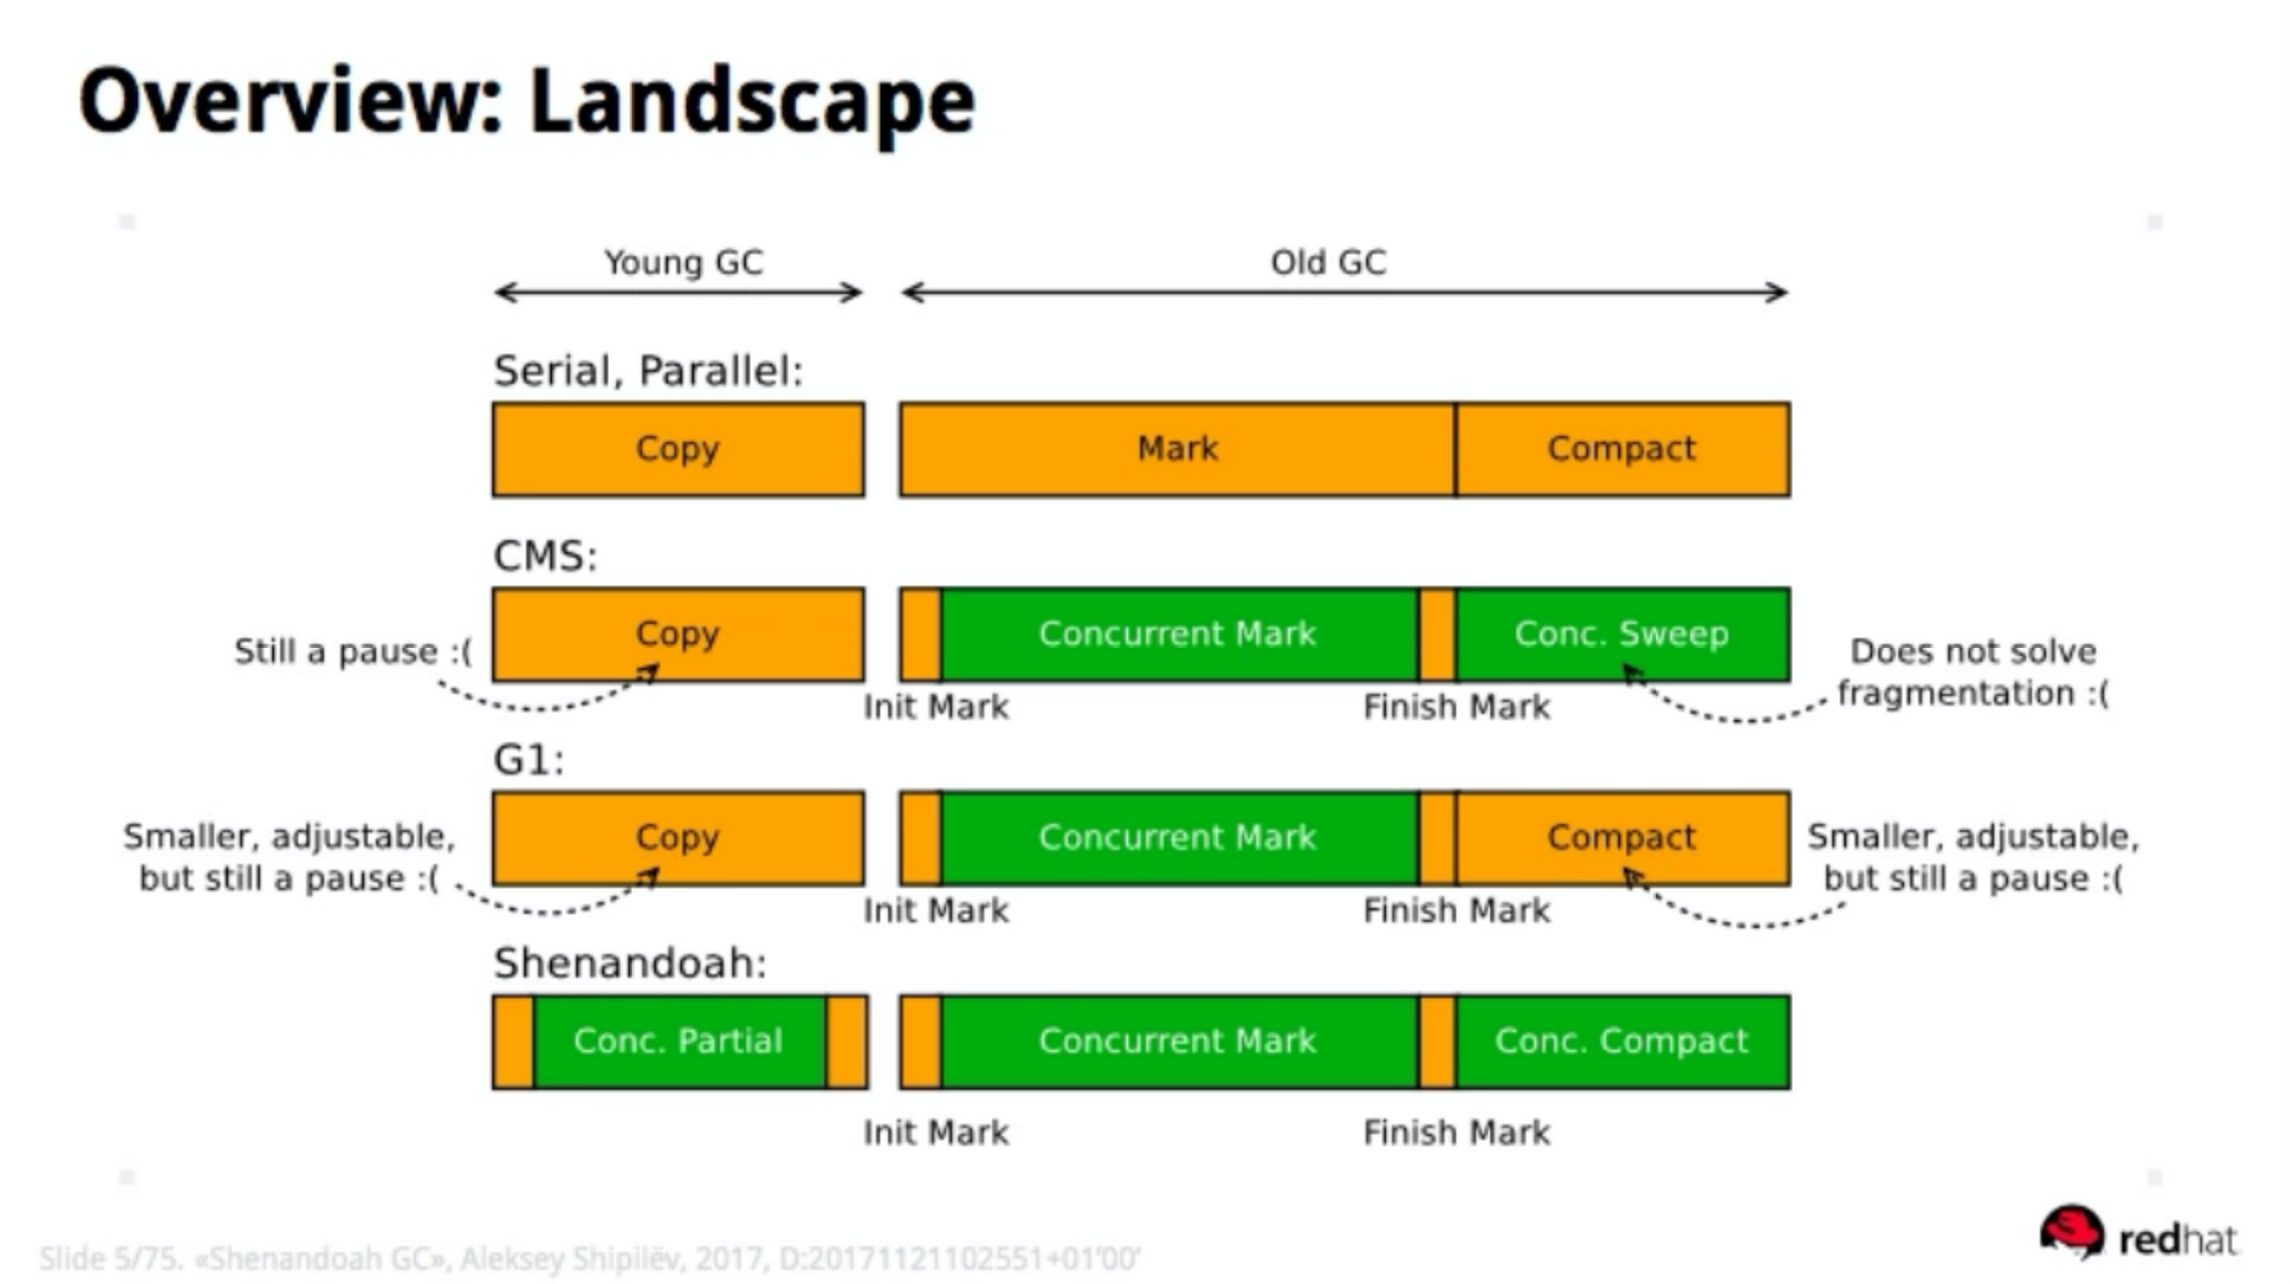 Overview: Landscape
Young GC
Old GC
Serial, Parallel:
Copy
Mark
Compact
CMS:
Still a pause :(
Copy
Concurrent Mark
Conc. Sweep
Does not solve
fragmentation :(
Init Mark
Finish Mark
G1:
Smaller, adjustable,
but still a pause :(
Copy
Concurrent Mark
Compact
Smaller, adjustable,
but still a pause :(
Init Mark
Finish Mark
Shenandoah:
Conc. Partial
Concurrent Mark
Conc. Compact
Init Mark
Finish Mark
Slide 5/75. «Shenandoah GC», Aleksey Shipilëv, 2017, D:20171121102551+01'00'
redhat